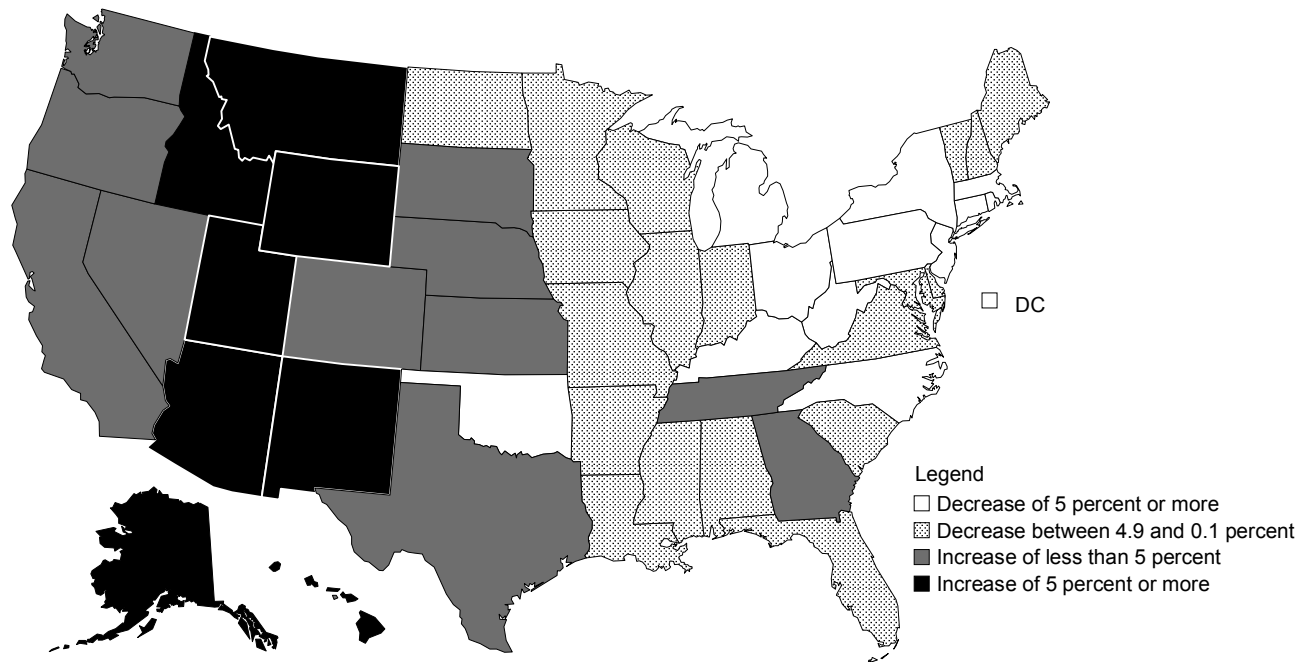 DC
Legend
Decrease of 5 percent or more
Decrease between 4.9 and 0.1 percent
Increase of less than 5 percent
Increase of 5 percent or more